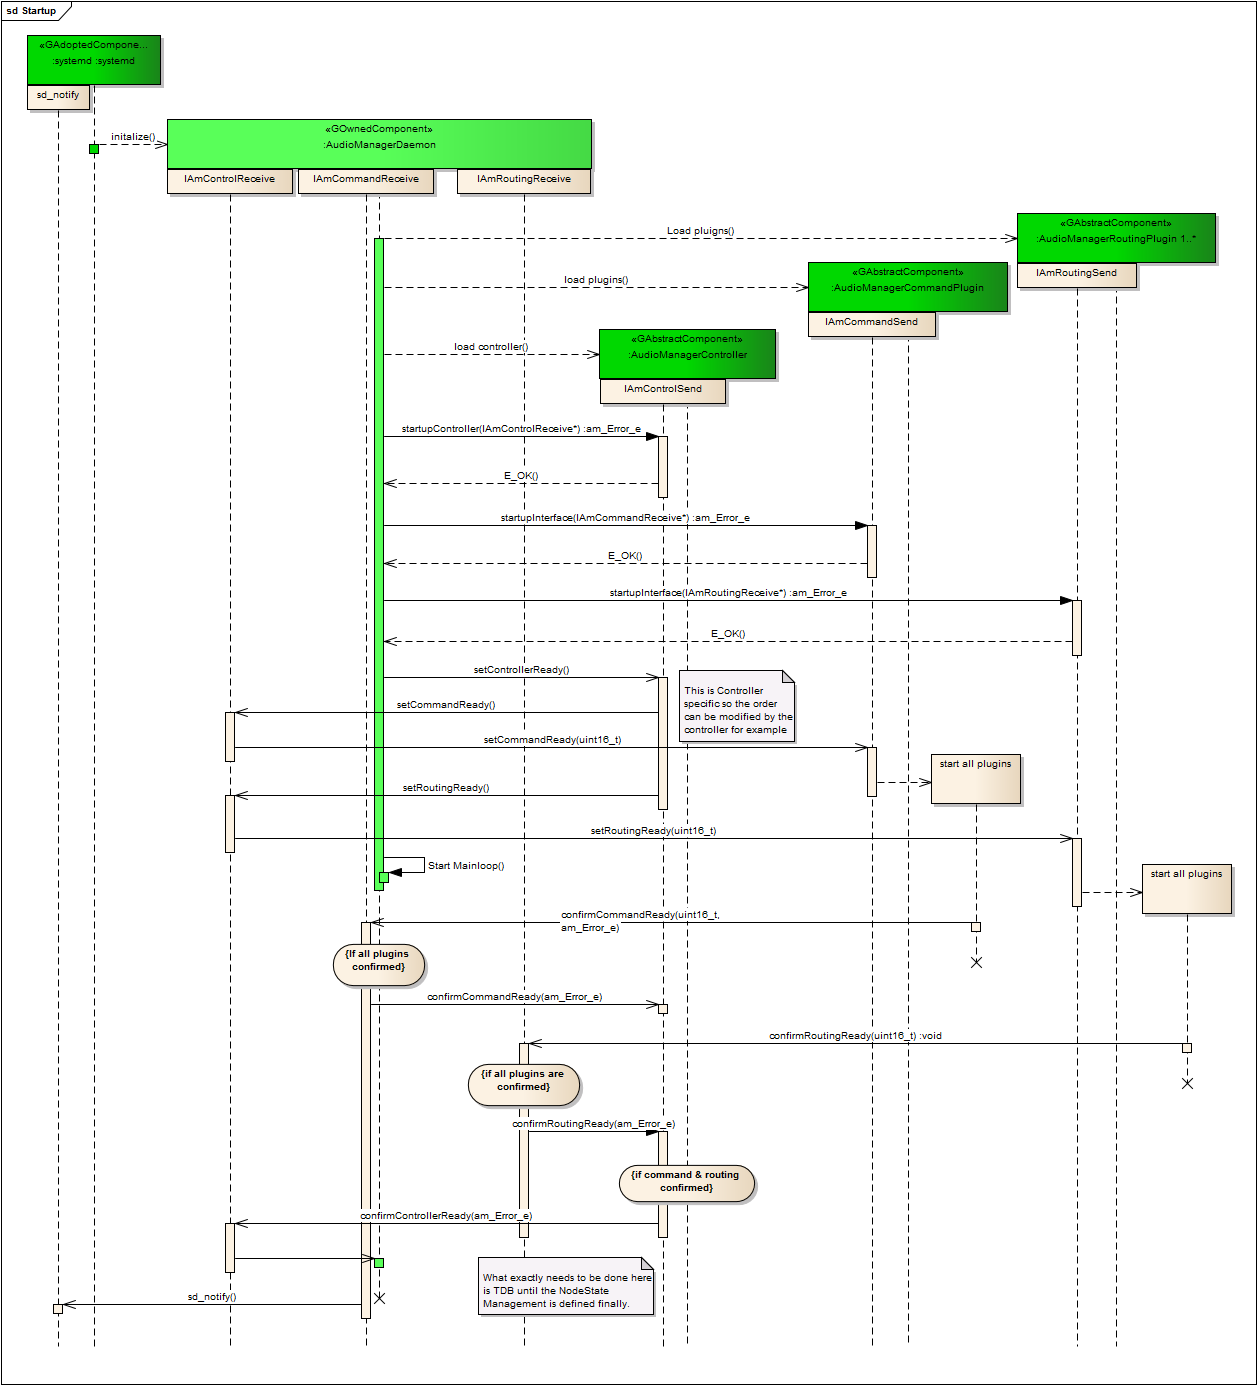 sd Startup
«GAdoptedCompone...
:systemd :systemd
sd_notify
initalize()
«GOwnedComponent»
:AudioManagerDaemon
IAmControlReceive
IAmCommandReceive
IAmRoutingReceive
Load pluigns()
«GAbstractComponent»
:AudioManagerRoutingPlugin 1..*
IAmRoutingSend
load plugins()
«GAbstractComponent»
:AudioManagerCommandPlugin
IAmCommandSend
load controller()
«GAbstractComponent»
:AudioManagerController
IAmControlSend
startupController(IAmControlReceive*) :am_Error_e
E_OK()
startupInterface(IAmCommandReceive*) :am_Error_e
E_OK()
startupInterface(IAmRoutingReceive*) :am_Error_e
E_OK()
setControllerReady()
This is Controller
specific so the order
can be modified by the
controller for example
setCommandReady()
setCommandReady(uint16_t)
start all plugins
setRoutingReady()
setRoutingReady(uint16_t)
Start Mainloop()
start all plugins
confirmCommandReady(uint16_t,
am_Error_e)
{If all plugins
confirmed}
confirmCommandReady(am_Error_e)
confirmRoutingReady(uint16_t) :void
{if all plugins are
confirmed}
confirmRoutingReady(am_Error_e)
{if command & routing
confirmed}
confirmControllerReady(am_Error_e)
What exactly needs to be done here
is TDB until the NodeState
Management is defined finally.
sd_notify()